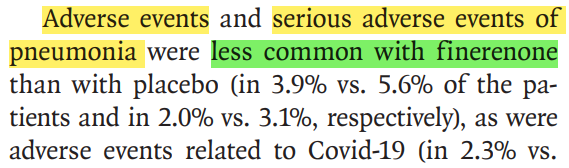 Adverse events and serious adverse events of
pneumonia were less common with finerenone
than with placebo (in 3.9% vs. 5.6% of the pa-
tients and in 2.0% vs. 3.1%, respectively), as were
adverse events related to Covid-19 (in 2.3% vs.